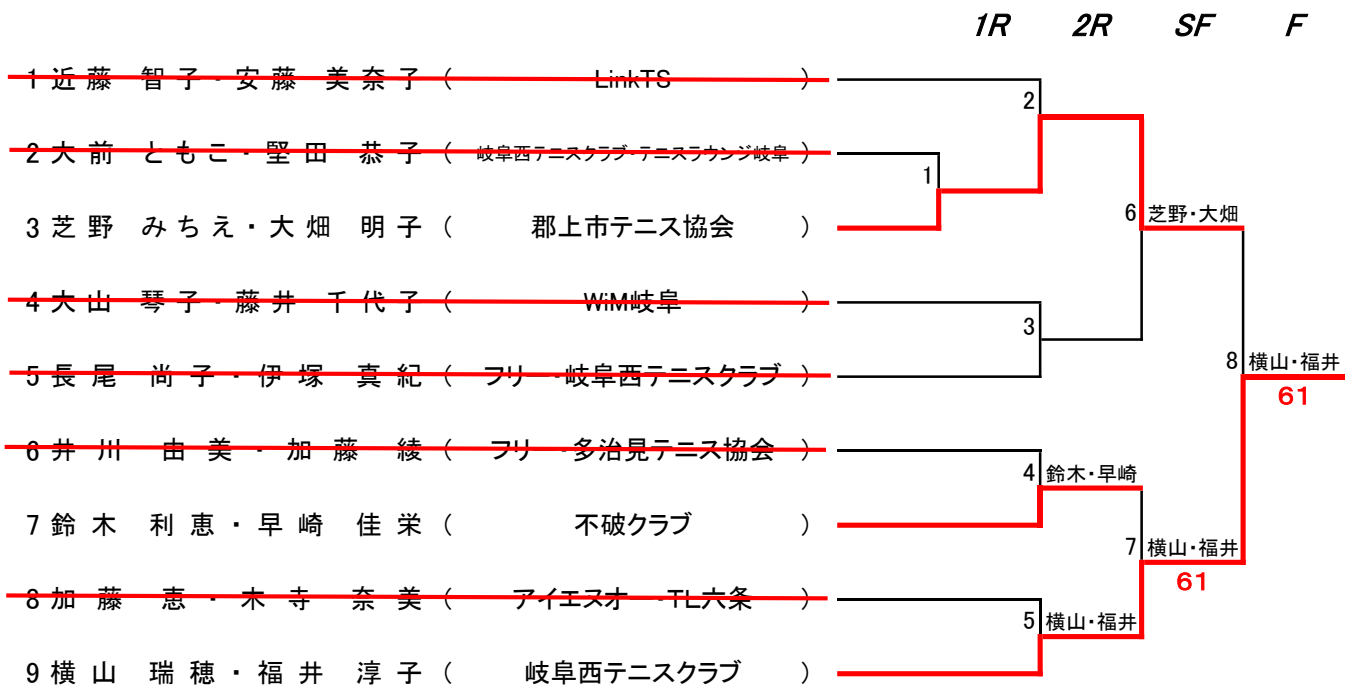 1R 2R SF F
1 近藤 智子・安藤 美奈子 ( LinkTS )
2
2 大前 ともこ・堅田 恭子 ( 岐阜西テニスクラブ・テニスラウンジ岐阜 )
1
3 芝野 みちえ・大畑 明子 ( 郡上市テニス協会 )
6 芝野・大畑
4 大山 琴子・藤井 千代子 ( WiM岐阜 )
3
5 長尾 尚子・伊塚 真紀 ( フリー・岐阜西テニスクラブ )
8 横山・福井
61
6 井川 由美・加藤 綾 ( フリー・多治見テニス協会 )
4 鈴木・早崎
7 鈴木 利恵・早崎 佳栄 ( 不破クラブ )
7 横山・福井
61
8 加藤 恵・木寺 奈美 ( アイエスオー・TL六条 )
5 横山・福井
9 横山 瑞穂・福井 淳子 ( 岐阜西テニスクラブ )